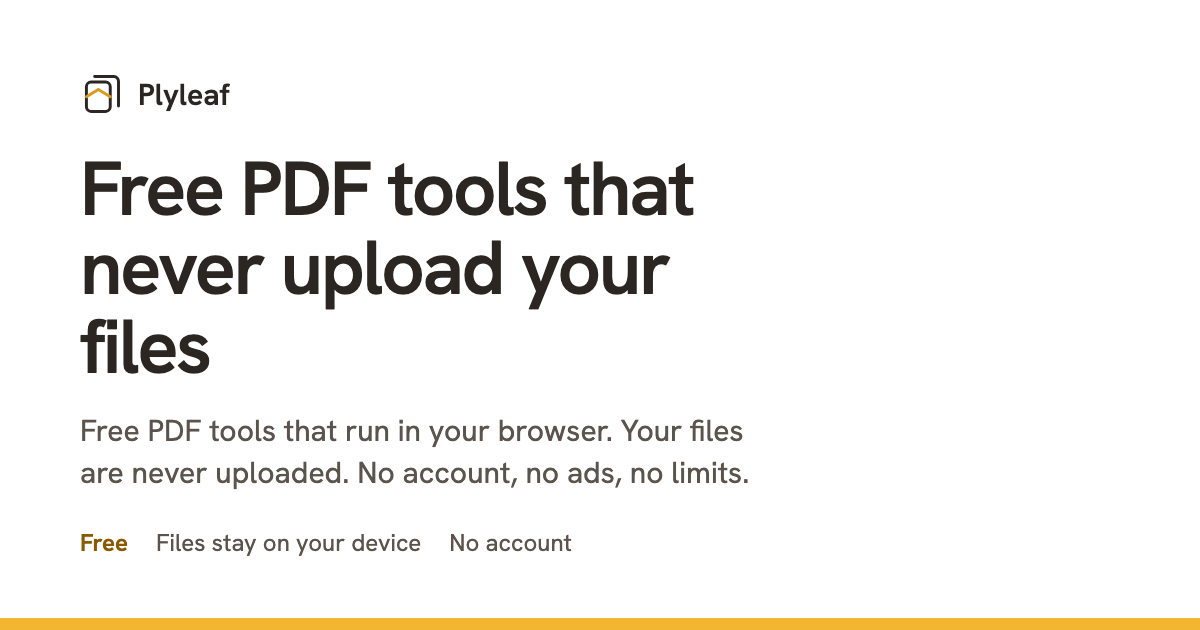 Plyleaf
Free PDF tools that
never upload your
files
Free PDF tools that run in your browser. Your files
are never uploaded. No account, no ads, no limits.
Free Files stay on your device No account